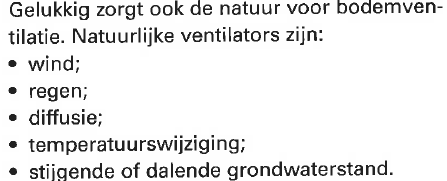 Gelukkig zorgt ook de natuur voor bodemven-
tilatie. Natuurlijke ventilators zijn:
• wind;
• regen;
• diffusie;
• temperatuurswijziging;
• stijgende of dalende grondwaterstand.